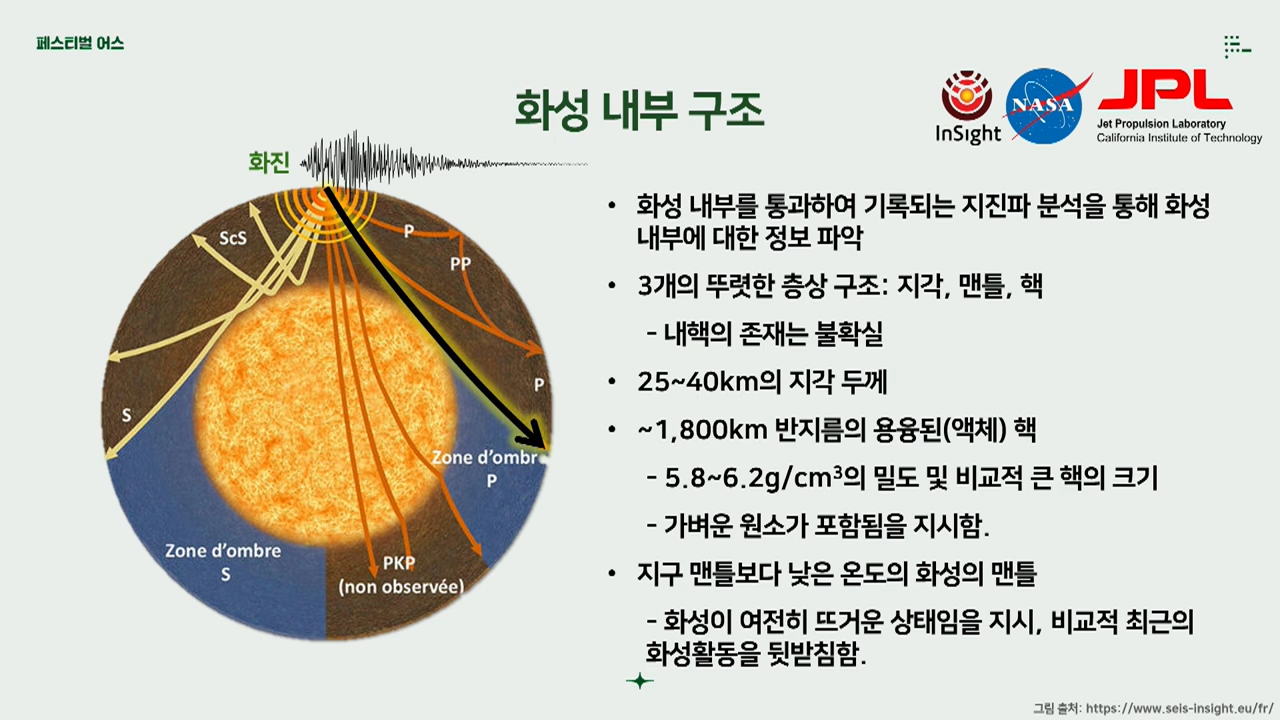 페스티벌 어스
화성 내부 구조
InSight
NASA
JPL
Jet Propulsion Laboratory
California Institute of Technology
화진
ScS
P
PP
P
S
Zone d'ombr
P
Zone d'ombre
S
PKP
(non observée)
• 화성 내부를 통과하여 기록되는 지진파 분석을 통해 화성
내부에 대한 정보 파악
• 3개의 뚜렷한 층상 구조: 지각, 맨틀, 핵
- 내핵의 존재는 불확실
• 25~40km의 지각 두께
• ~1,800km 반지름의 용융된(액체) 핵
- 5.8~6.2g/cm³의 밀도 및 비교적 큰 핵의 크기
- 가벼운 원소가 포함됨을 지시함.
• 지구 맨틀보다 낮은 온도의 화성의 맨틀
- 화성이 여전히 뜨거운 상태임을 지시, 비교적 최근의
화성활동을 뒷받침함.
그림 출처: https://www.seis-insight.eu/fr/